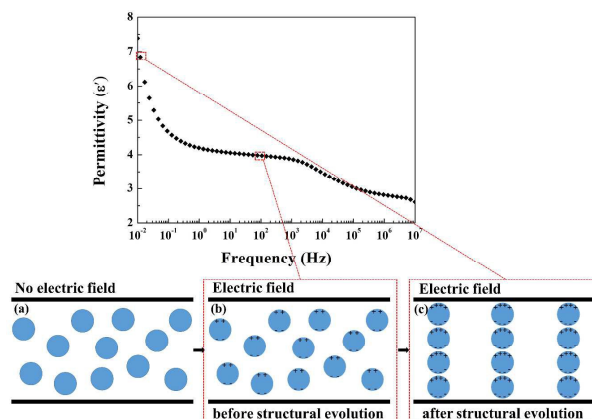 8
7
6
5
4
3
2
Permittivity (ε′)
10⁻² 10⁻¹ 10⁰ 10¹ 10² 10³ 10⁴ 10⁵ 10⁶ 10⁷
Frequency (Hz)
No electric field
(a)
Electric field
(b)
before structural evolution
Electric field
(c)
after structural evolution